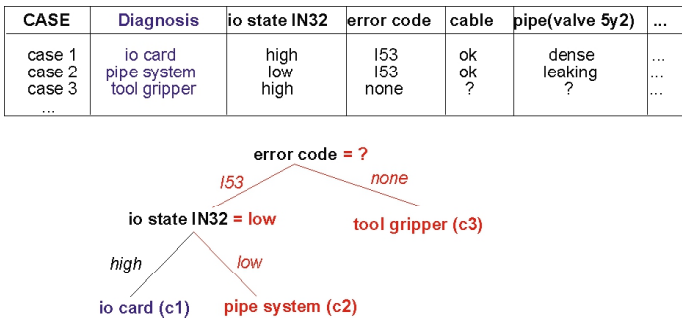 CASE Diagnosis io state IN32 error code cable pipe(valve 5y2) ...
case 1 io card high I53 ok dense ...
case 2 pipe system low I53 ok leaking ...
case 3 tool gripper high none ? ? ...
...
error code = ?
I53 none
io state IN32 = low tool gripper (c3)
high low
io card (c1) pipe system (c2)